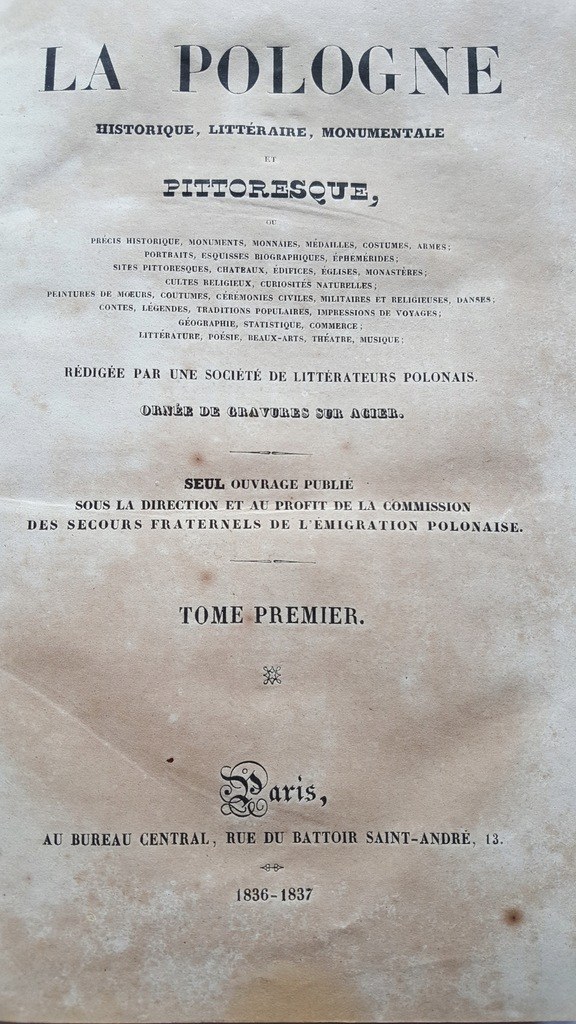 LA POLOGNE
HISTORIQUE, LITTÉRAIRE, MONUMENTALE
ET
PITTORESQUE,
OU
PRÉCIS HISTORIQUE, MONUMENTS, MONNAIES, MÉDAILLES, COSTUMES, ARMES;
PORTRAITS, ESQUISSES BIOGRAPHIQUES, ÉPHEMÉRIDES;
SITES PITTORESQUES, CHATEAUX, ÉDIFICES, ÉGLISES, MONASTÈRES;
CULTES RELIGIEUX, CURIOSITÉS NATURELLES;
PEINTURES DE MŒURS, COUTUMES, CÉREMONIES CIVILES, MILITAIRES ET RELIGIEUSES, DANSES;
CONTES, LÉGENDES, TRADITIONS POPULAIRES, IMPRESSIONS DE VOYAGES;
GÉOGRAPHIE, STATISTIQUE, COMMERCE;
LITTÉRATURE, POÉSIE, BEAUX-ARTS, THÉATRE, MUSIQUE;
RÉDIGÉE PAR UNE SOCIÉTÉ DE LITTÉRATEURS POLONAIS.
ORNÉE DE GRAVURES SUR ACIER.
SEUL OUVRAGE PUBLIÉ
SOUS LA DIRECTION ET AU PROFIT DE LA COMMISSION
DES SECOURS FRATERNELS DE L'ÉMIGRATION POLONAISE.
TOME PREMIER.
Paris,
AU BUREAU CENTRAL, RUE DU BATTOIR SAINT-ANDRÉ, 13.
1836-1837